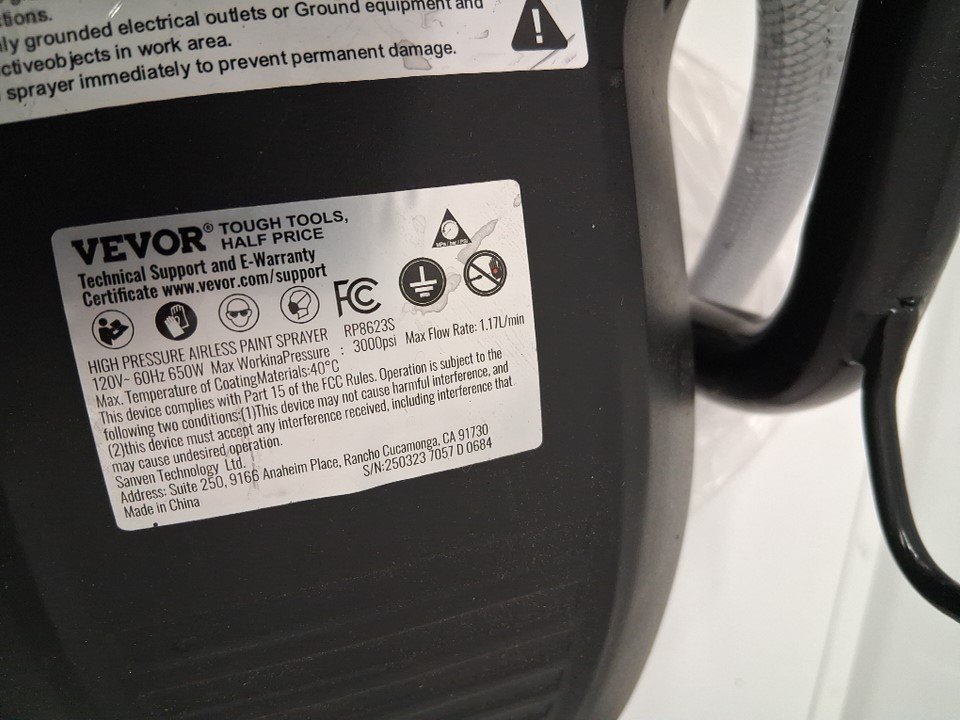 tions.
ly grounded electrical outlets or Ground equipment and
ctiveobjects in work area.
sprayer immediately to prevent permanent damage.
VEVOR® TOUGH TOOLS,
HALF PRICE
Technical Support and E-Warranty
Certificate www.vevor.com/support
MPa / bar / PSI
FC
HIGH PRESSURE AIRLESS PAINT SPRAYER RP8623S
120V~ 60Hz 650W Max WorkinaPressure : 3000psi Max Flow Rate: 1.17L/min
Max. Temperature of CoatingMaterials:40°C
This device complies with Part 15 of the FCC Rules. Operation is subject to the
following two conditions:(1)This device may not cause harmful interference, and
(2)this device must accept any interference received, including interference that
may cause undesired operation.
Sanven Technology Ltd.
Address: Suite 250, 9166 Anaheim Place, Rancho Cucamonga, CA 91730
Made in China S/N:250323 7057 D 0684